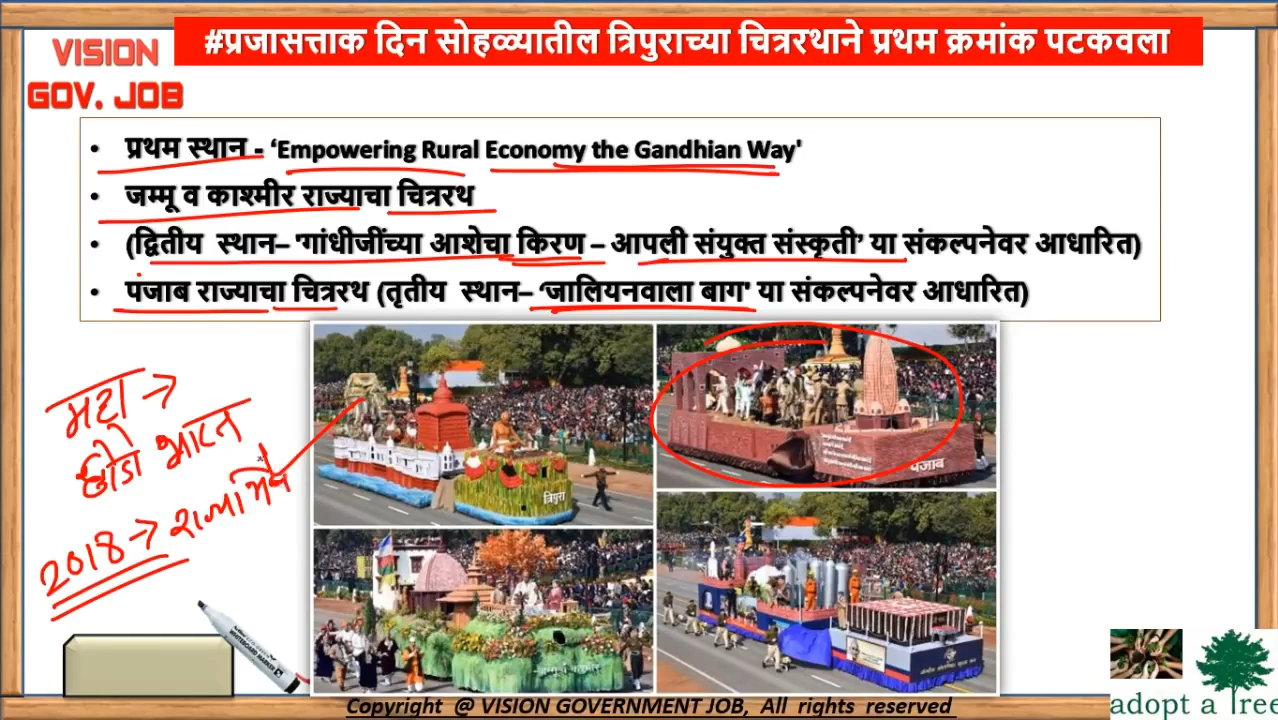 #प्रजासत्ताक दिन सोहळ्यातील त्रिपुराच्या चित्ररथाने प्रथम क्रमांक पटकवला
VISION
GOV. JOB
• प्रथम स्थान - ‘Empowering Rural Economy the Gandhian Way'
• जम्मू व काश्मीर राज्याचा चित्ररथ
• (द्वितीय स्थान– 'गांधीजींच्या आशेचा किरण – आपली संयुक्त संस्कृती’ या संकल्पनेवर आधारित)
• पंजाब राज्याचा चित्ररथ (तृतीय स्थान– ‘जालियनवाला बाग' या संकल्पनेवर आधारित)
महा →
छोडो भारत
2018 → राज्याभिषेक
त्रिपुरा
पंजाब
WHITEBOARD MARKER
Copyright @ VISION GOVERNMENT JOB, All rights reserved
adopt a Tree